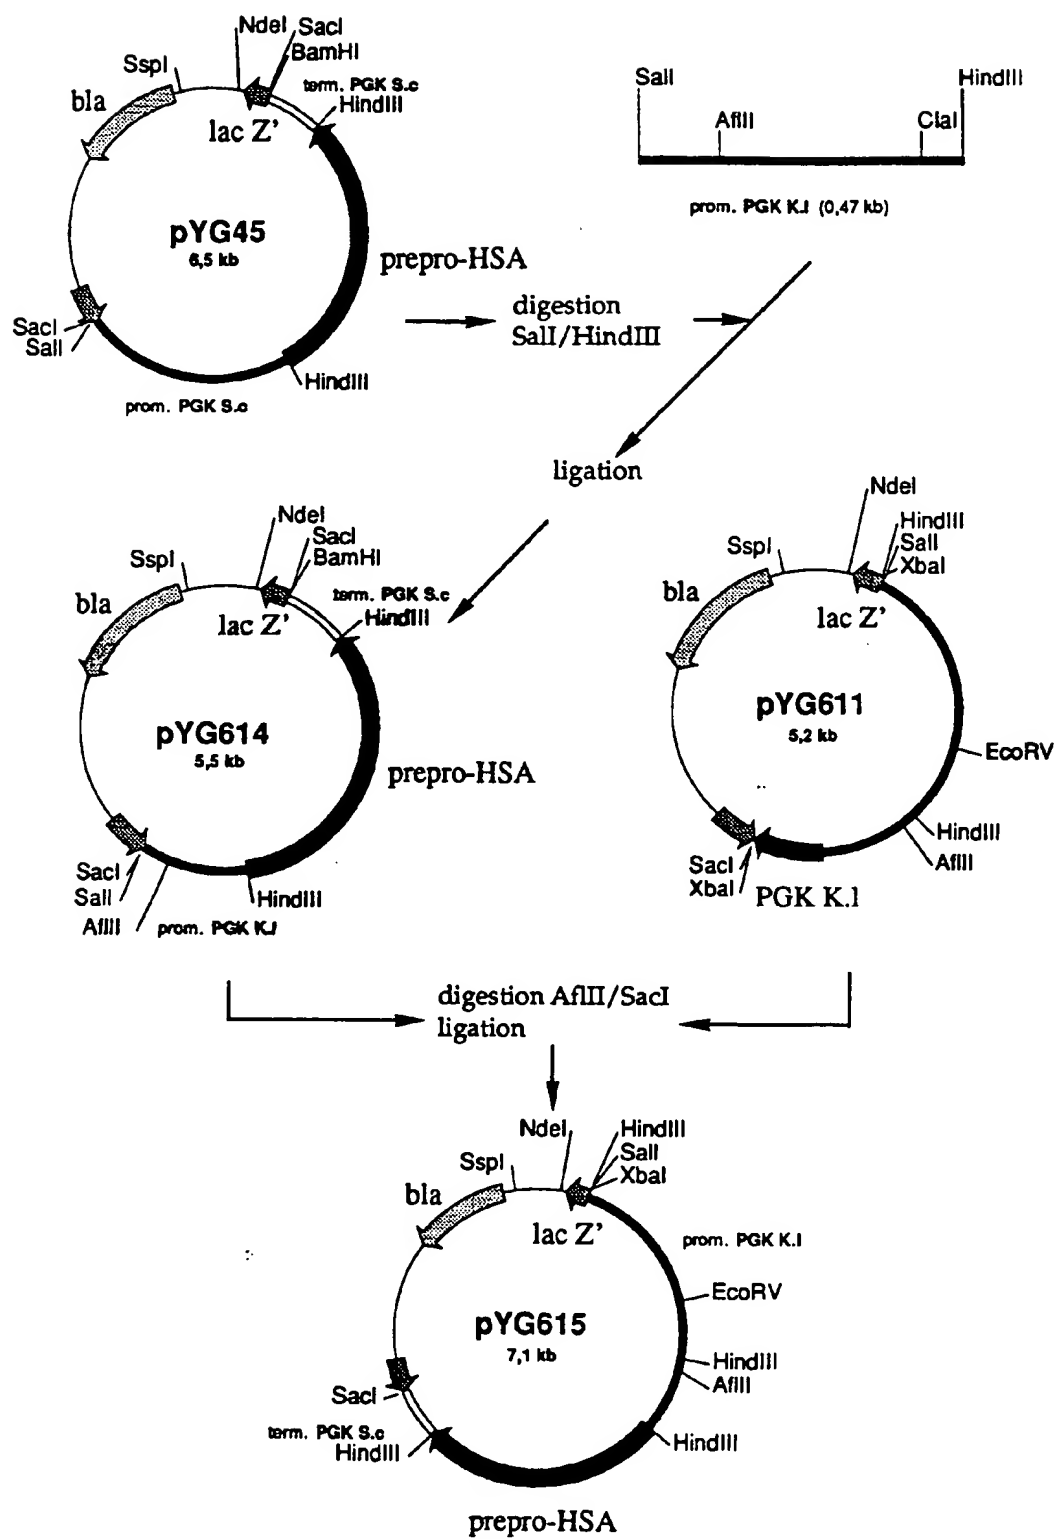 NdeI
SacI
BamHI
SspI
term. PGK S.c
HindIII
bla
lac Z'
pYG45
6,5 kb
prepro-HSA
SacI
SalI
HindIII
prom. PGK S.c
SalI
HindIII
AflII
ClaI
prom. PGK K.l (0,47 kb)
digestion
SalI/HindIII
ligation
NdeI
SacI
BamHI
SspI
term. PGK S.c
HindIII
bla
lac Z'
pYG614
5,5 kb
prepro-HSA
SacI
SalI
AflII
HindIII
prom. PGK K.l
NdeI
HindIII
SalI
XbaI
SspI
bla
lac Z'
pYG611
5,2 kb
EcoRV
HindIII
AflII
SacI
XbaI
PGK K.l
digestion AflII/SacI
ligation
NdeI
HindIII
SalI
XbaI
SspI
bla
lac Z'
prom. PGK K.l
EcoRV
pYG615
7,1 kb
HindIII
AflII
SacI
term. PGK S.c
HindIII
HindIII
prepro-HSA